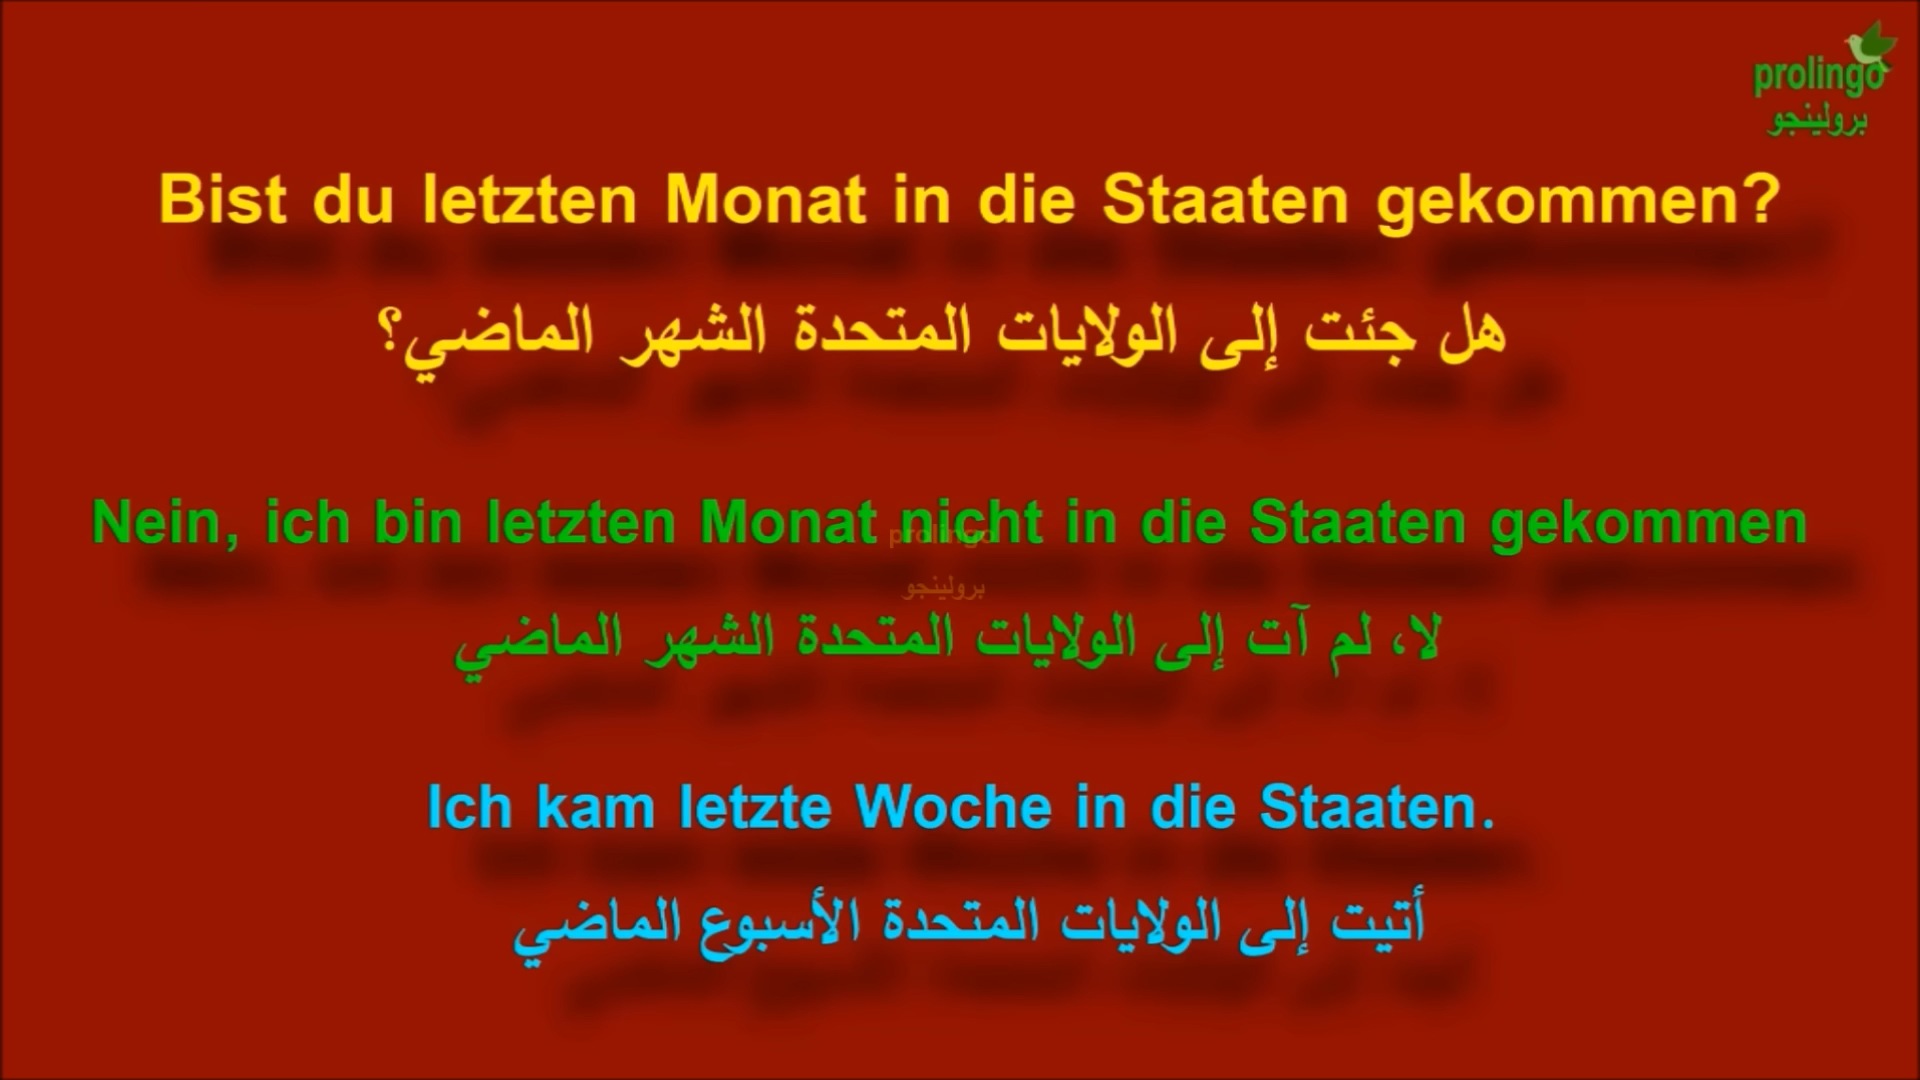 prolingo
برولينجو
Bist du letzten Monat in die Staaten gekommen?
هل جئت إلى الولايات المتحدة الشهر الماضي؟
Nein, ich bin letzten Monat nicht in die Staaten gekommen
prolingo
برولينجو
لا، لم آت إلى الولايات المتحدة الشهر الماضي
Ich kam letzte Woche in die Staaten.
أتيت إلى الولايات المتحدة الأسبوع الماضي